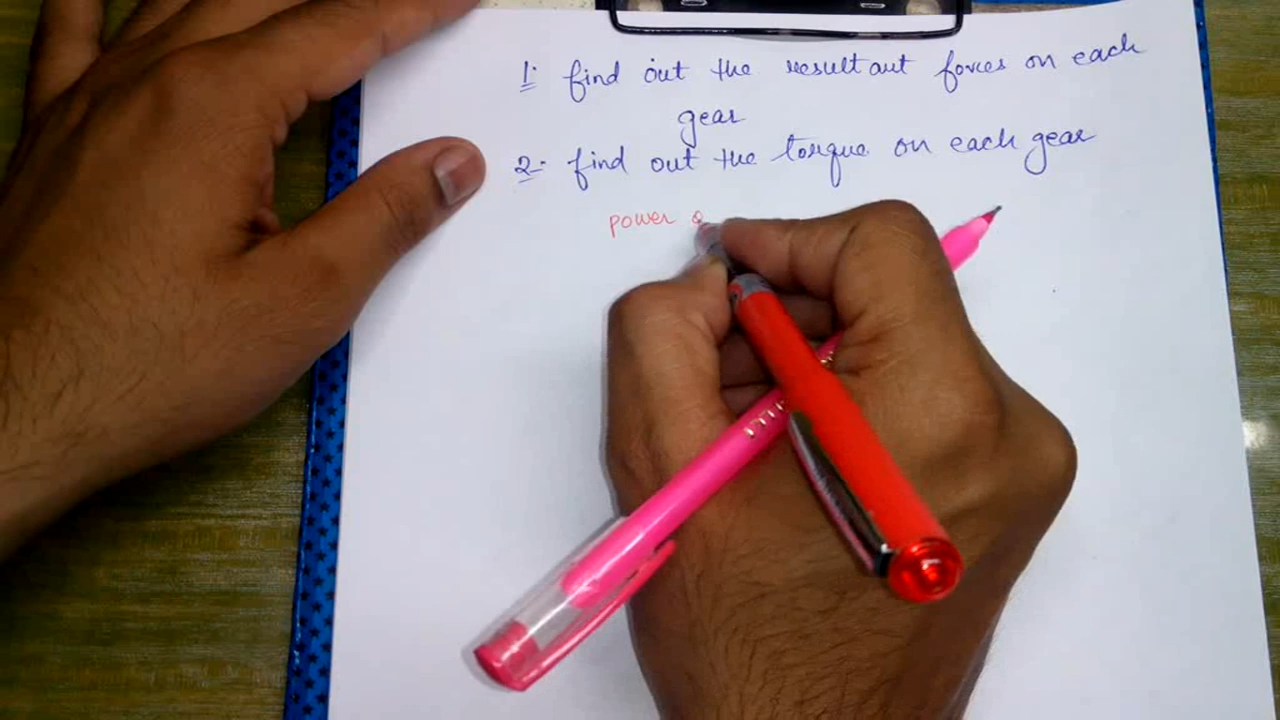 1. find out the resultant forces on each
gear
2. find out the torque on each gear
power